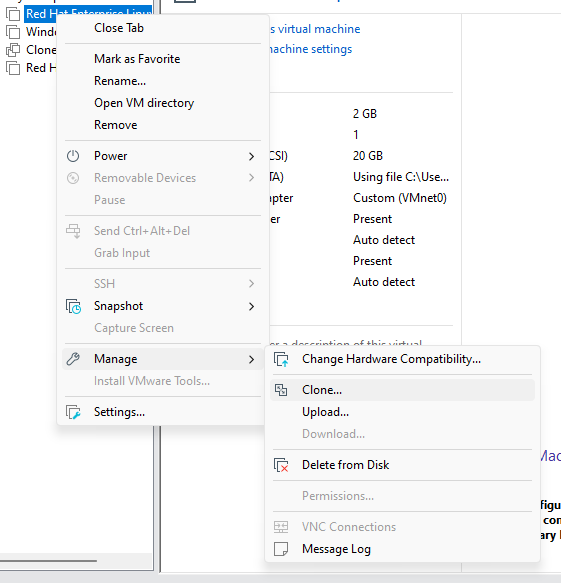 Red Hat Enterprise Linux
Windo
Clone
Red H
Close Tab
Mark as Favorite
Rename...
Open VM directory
Remove
Power
Removable Devices
Pause
Send Ctrl+Alt+Del
Grab Input
SSH
Snapshot
Capture Screen
Manage
Install VMware Tools...
Settings...
s virtual machine
machine settings
2 GB
1
CSI) 20 GB
TA) Using file C:\Use...
pter Custom (VMnet0)
er Present
Auto detect
Present
Auto detect
er a description of this virtual
Change Hardware Compatibility...
Clone...
Upload...
Download...
Delete from Disk
Permissions...
VNC Connections
Message Log
Mac
figu
con
ary